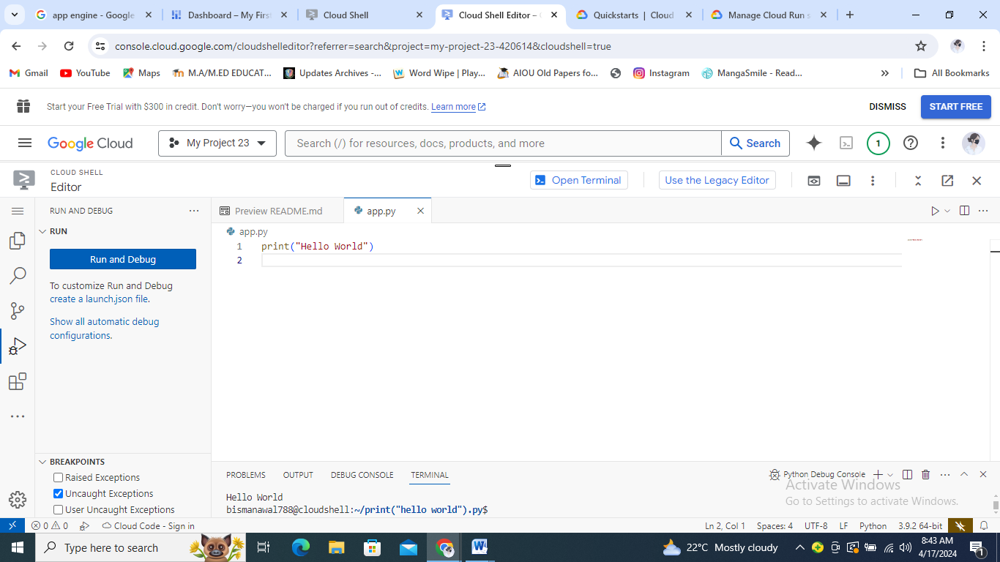 app engine - Google
Dashboard – My Firs
Cloud Shell
Cloud Shell Editor –
Quickstarts | Cloud
Manage Cloud Run s
console.cloud.google.com/cloudshelleditor?referrer=search&project=my-project-23-420614&cloudshell=true
Gmail
YouTube
Maps
M.A/M.ED EDUCAT...
Updates Archives -...
Word Wipe | Play...
AIOU Old Papers fo...
Instagram
MangaSmile - Read...
All Bookmarks
Start your Free Trial with $300 in credit. Don't worry—you won't be charged if you run out of credits. Learn more
DISMISS
START FREE
Google Cloud
My Project 23
Search (/) for resources, docs, products, and more
Search
1
CLOUD SHELL
Editor
Open Terminal
Use the Legacy Editor
RUN AND DEBUG
Preview README.md
app.py
RUN
app.py
1 print("Hello World")
2
Run and Debug
To customize Run and Debug
create a launch.json file.
Show all automatic debug
configurations.
BREAKPOINTS
Raised Exceptions
Uncaught Exceptions
User Uncaught Exceptions
PROBLEMS
OUTPUT
DEBUG CONSOLE
TERMINAL
Python Debug Console
Activate Windows
Go to Settings to activate Windows.
Hello World
bismanawal788@cloudshell:~/print("hello world").py$
0 0
Cloud Code - Sign in
Ln 2, Col 1
Spaces: 4
UTF-8
LF
Python
3.9.2 64-bit
Type here to search
22°C Mostly cloudy
8:43 AM
4/17/2024
1